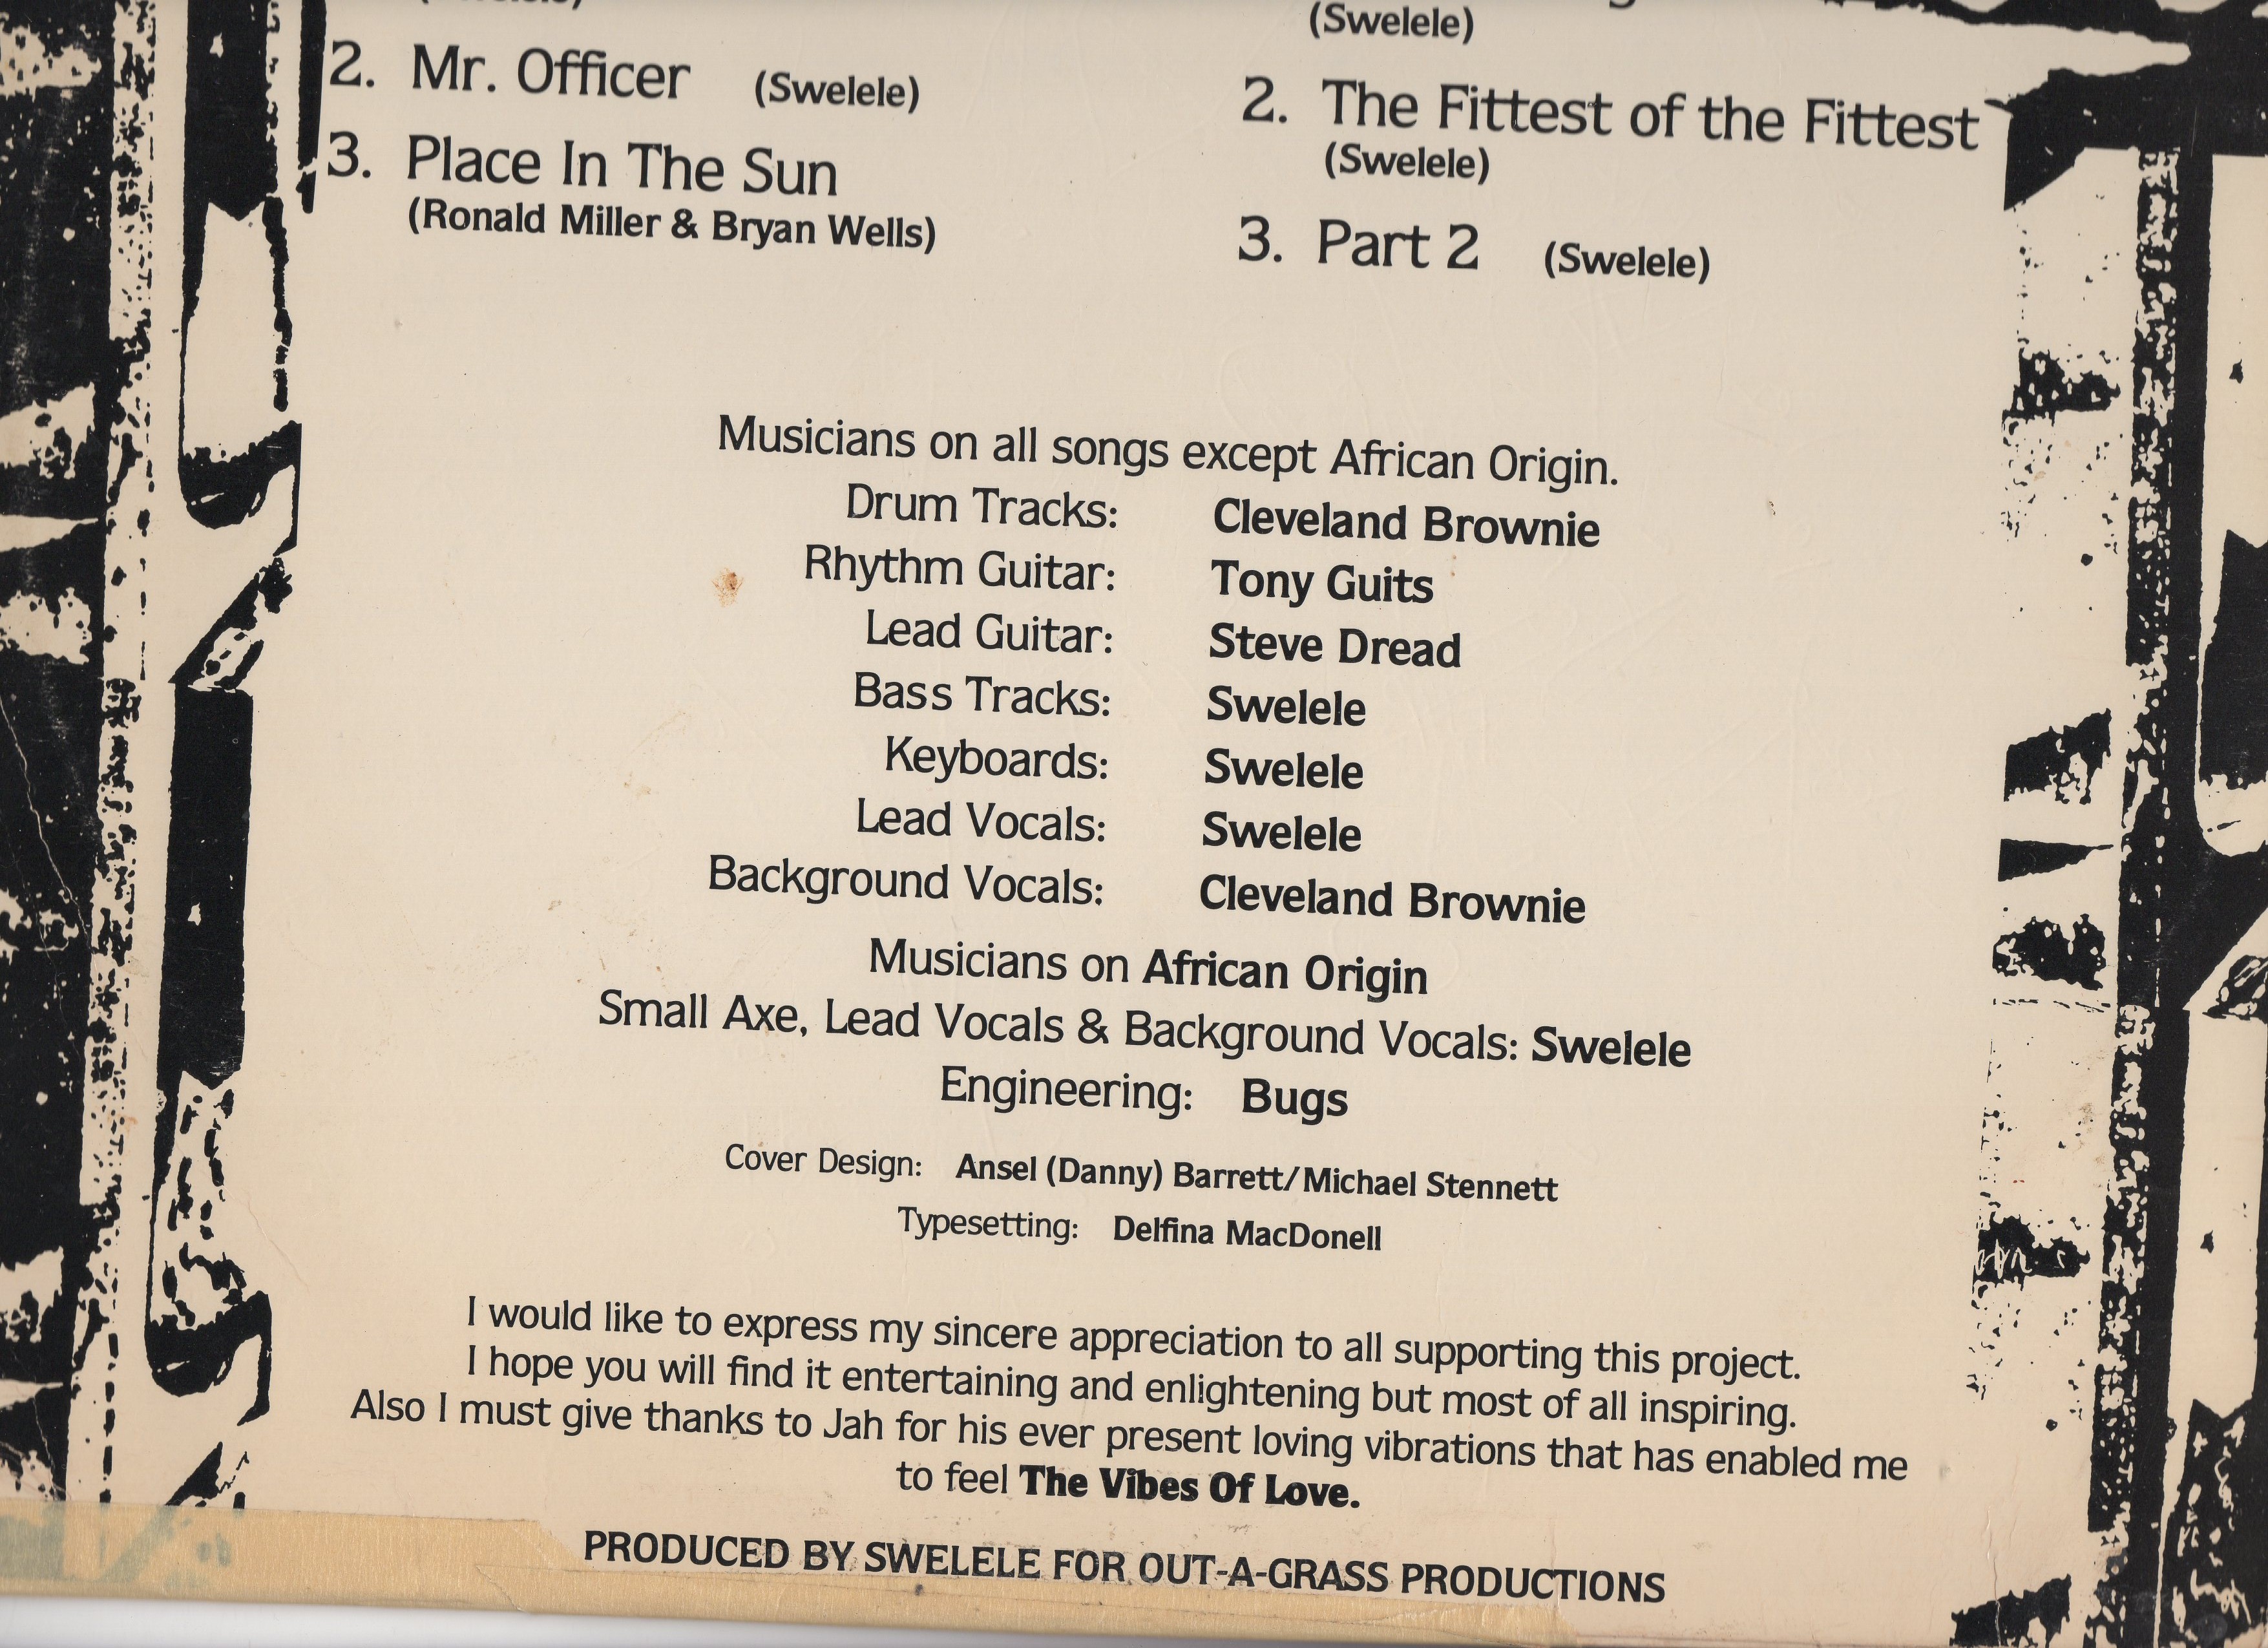 (Swelele)
2. Mr. Officer (Swelele)
3. Place In The Sun
(Ronald Miller & Bryan Wells)
(Swelele)
2. The Fittest of the Fittest
(Swelele)
3. Part 2 (Swelele)
Musicians on all songs except African Origin.
Drum Tracks: Cleveland Brownie
Rhythm Guitar: Tony Guits
Lead Guitar: Steve Dread
Bass Tracks: Swelele
Keyboards: Swelele
Lead Vocals: Swelele
Background Vocals: Cleveland Brownie
Musicians on African Origin
Small Axe, Lead Vocals & Background Vocals: Swelele
Engineering: Bugs
Cover Design: Ansel (Danny) Barrett/Michael Stennett
Typesetting: Delfina MacDonell
I would like to express my sincere appreciation to all supporting this project.
I hope you will find it entertaining and enlightening but most of all inspiring.
Also I must give thanks to Jah for his ever present loving vibrations that has enabled me
to feel The Vibes Of Love.
PRODUCED BY SWELELE FOR OUT-A-GRASS PRODUCTIONS